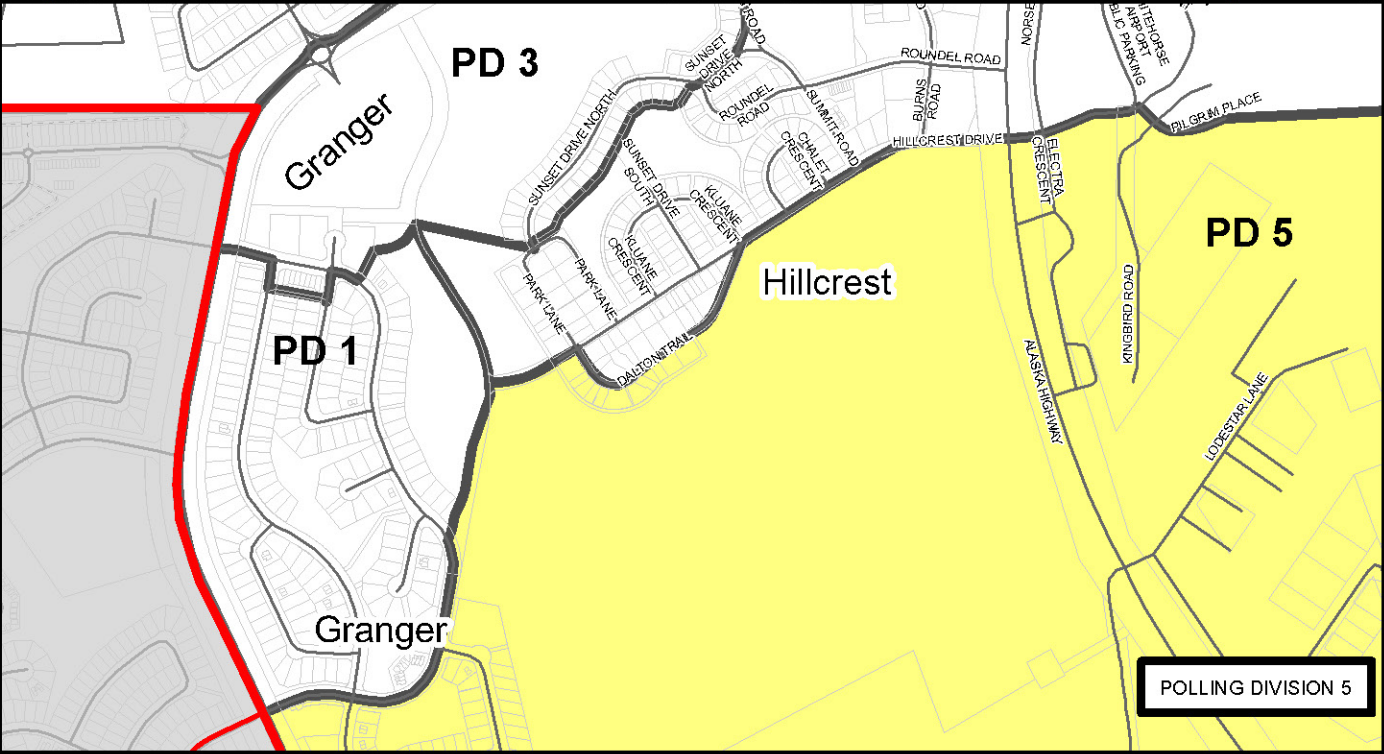 PD 3
Granger
SUNSET DRIVE NORTH
SUNSET
DRIVE
NORTH
ROAD
ROUNDEL
ROAD
ROUNDEL ROAD
BURNS
ROAD
SUMMIT ROAD
NORSE
AIRPORT
PARKING
PILGRIM PLACE
HILLCREST DRIVE
CHALET
CRESCENT
ELECTRA
CRESCENT
SUNSET DRIVE
SOUTH
KLUANE
CRESCENT
KLUANE
CRESCENT
PARK LANE
PARK LANE
DALTON TRAIL
Hillcrest
PD 5
KINGBIRD ROAD
ALASKA HIGHWAY
LODESTAR LANE
PD 1
Granger
POLLING DIVISION 5